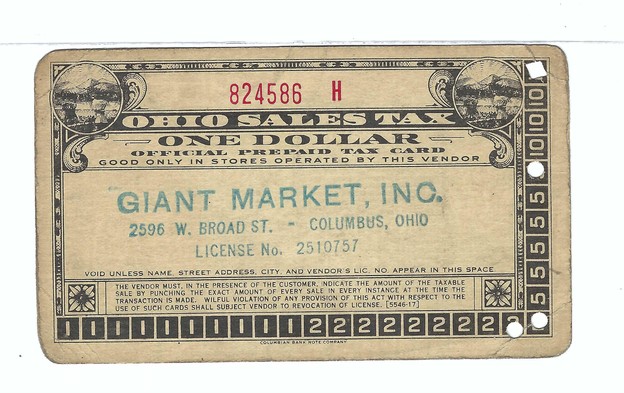 824586 H
OHIO SALES TAX
ONE DOLLAR
OFFICIAL PREPAID TAX CARD
GOOD ONLY IN STORES OPERATED BY THIS VENDOR
GIANT MARKET, INC.
2596 W. BROAD ST. - COLUMBUS, OHIO
LICENSE No. 2510757
VOID UNLESS NAME, STREET ADDRESS, CITY, AND VENDOR'S LIC. NO. APPEAR IN THIS SPACE
THE VENDOR MUST, IN THE PRESENCE OF THE CUSTOMER, INDICATE THE AMOUNT OF THE TAXABLE
SALE BY PUNCHING THE EXACT AMOUNT OF EVERY SALE IN EVERY INSTANCE AT THE TIME THE
TRANSACTION IS MADE. WILFUL VIOLATION OF ANY PROVISION OF THIS ACT WITH RESPECT TO THE
USE OF SUCH CARDS SHALL SUBJECT VENDOR TO REVOCATION OF LICENSE. [5546-17]
1 1 1 1 1 1 1 1 1 1 1 2 2 2 2 2 2 2 2 2
COLUMBIAN BANK NOTE COMPANY
10
10
10
5
5
5
5
5
5